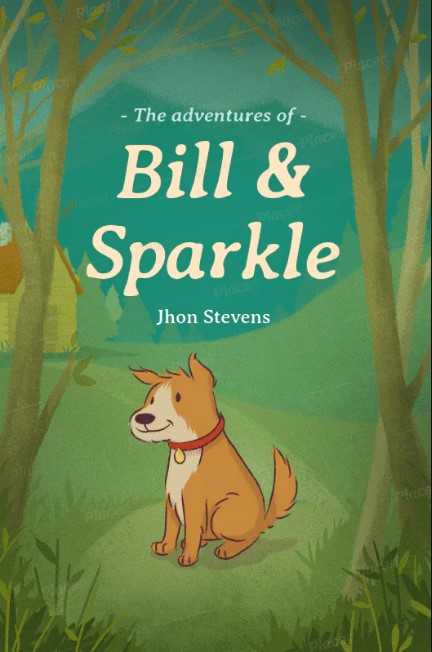 - The adventures of -
Bill &
Sparkle
Jhon Stevens